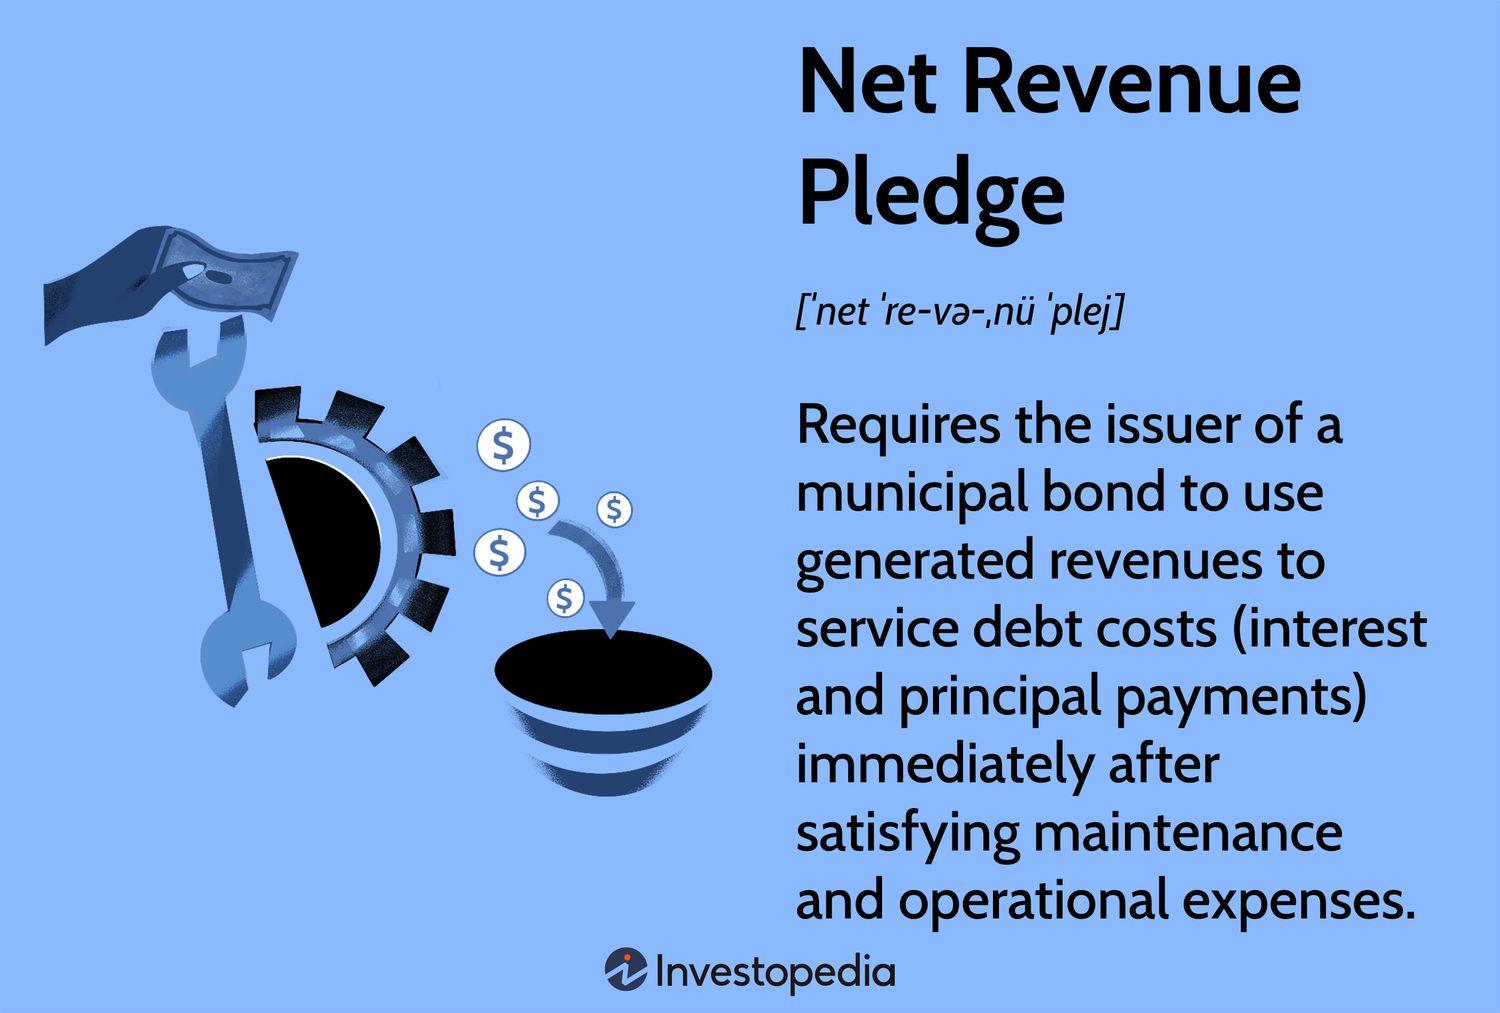 Net Revenue
Pledge
[ˈnet ˈre-və-ˌnü ˈplej]
Requires the issuer of a
municipal bond to use
generated revenues to
service debt costs (interest
and principal payments)
immediately after
satisfying maintenance
and operational expenses.
$
$
$
$
$
Investopedia